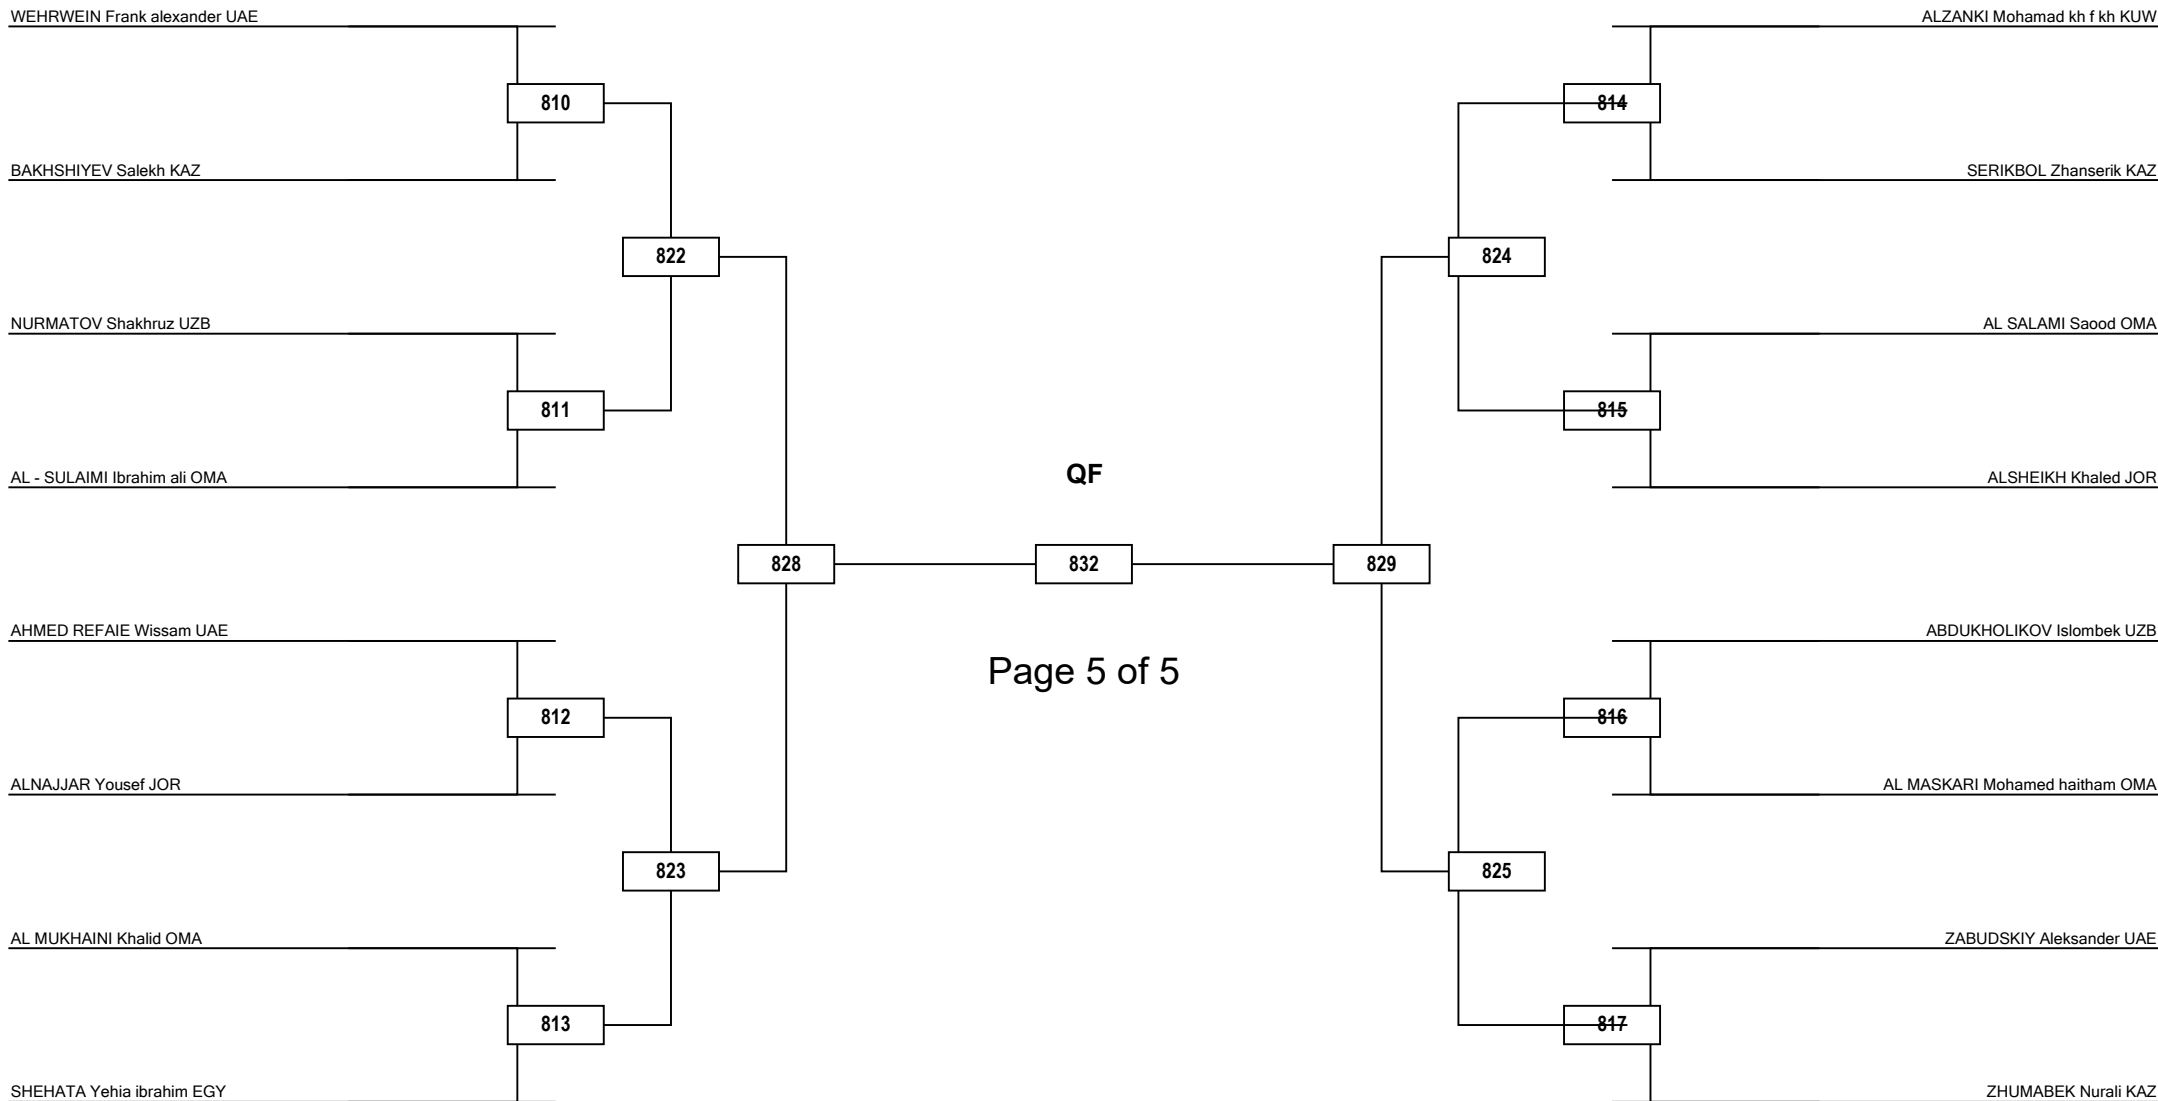 WEHRWEIN Frank alexander UAE
ALZANKI Mohamad kh f kh KUW
810
814
BAKHSHIYEV Salekh KAZ
SERIKBOL Zhanserik KAZ
822
824
NURMATOV Shakhruz UZB
AL SALAMI Saood OMA
811
815
AL - SULAIMI Ibrahim ali OMA
QF
ALSHEIKH Khaled JOR
828
832
829
AHMED REFAIE Wissam UAE
ABDUKHOLIKOV Islombek UZB
Page 5 of 5
812
816
ALNAJJAR Yousef JOR
AL MASKARI Mohamed haitham OMA
823
825
AL MUKHAINI Khalid OMA
ZABUDSKIY Aleksander UAE
813
817
SHEHATA Yehia ibrahim EGY
ZHUMABEK Nurali KAZ